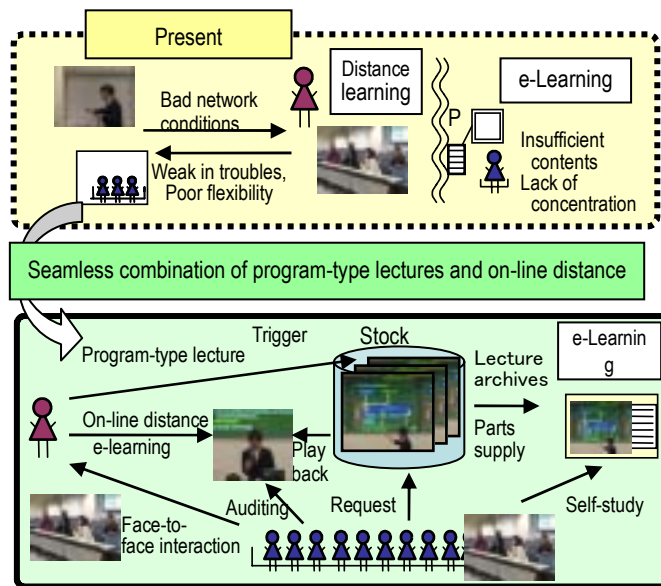 Present
Distance
learning
e-Learning
P
Bad network
conditions
Insufficient
contents
Lack of
concentration
Weak in troubles,
Poor flexibility
Seamless combination of program-type lectures and on-line distance
Trigger
Stock
Program-type lecture
Lecture
archives
e-Learnin
g
On-line distance
e-learning
Play
back
Parts
supply
Auditing
Request
Self-study
Face-to-
face interaction